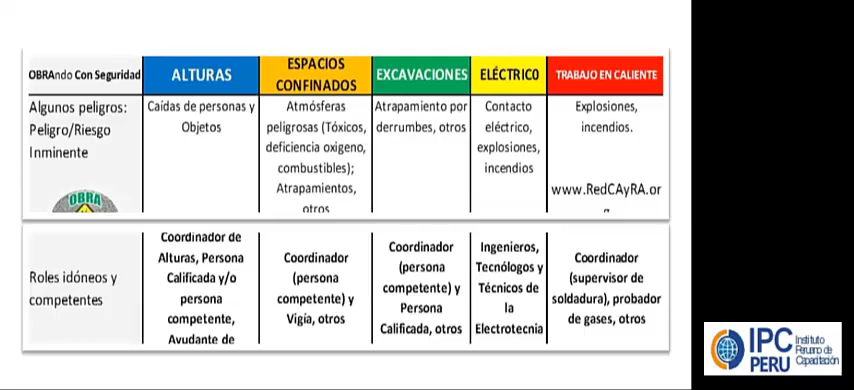 OBRAndo Con Seguridad
ALTURAS
ESPACIOS
CONFINADOS
EXCAVACIONES
ELÉCTRICO
TRABAJO EN CALIENTE
Algunos peligros:
Peligro/Riesgo
Inminente
OBRA
Caídas de personas y
Objetos
Atmósferas
peligrosas (Tóxicos,
deficiencia oxigeno,
combustibles);
Atrapamientos,
otros
Atrapamiento por
derrumbes, otros
Contacto
eléctrico,
explosiones,
incendios
Explosiones,
incendios.
www.RedCAyRA.or
Roles idóneos y
competentes
Coordinador de
Alturas, Persona
Calificada y/o
persona
competente,
Ayudante de
Coordinador
(persona
competente) y
Vigía, otros
Coordinador
(persona
competente) y
Persona
Calificada, otros
Ingenieros,
Tecnólogos y
Técnicos de
la
Electrotecnia
Coordinador
(supervisor de
soldadura), probador
de gases, otros
IPC
PERU
Instituto
Peruano de
Capacitación